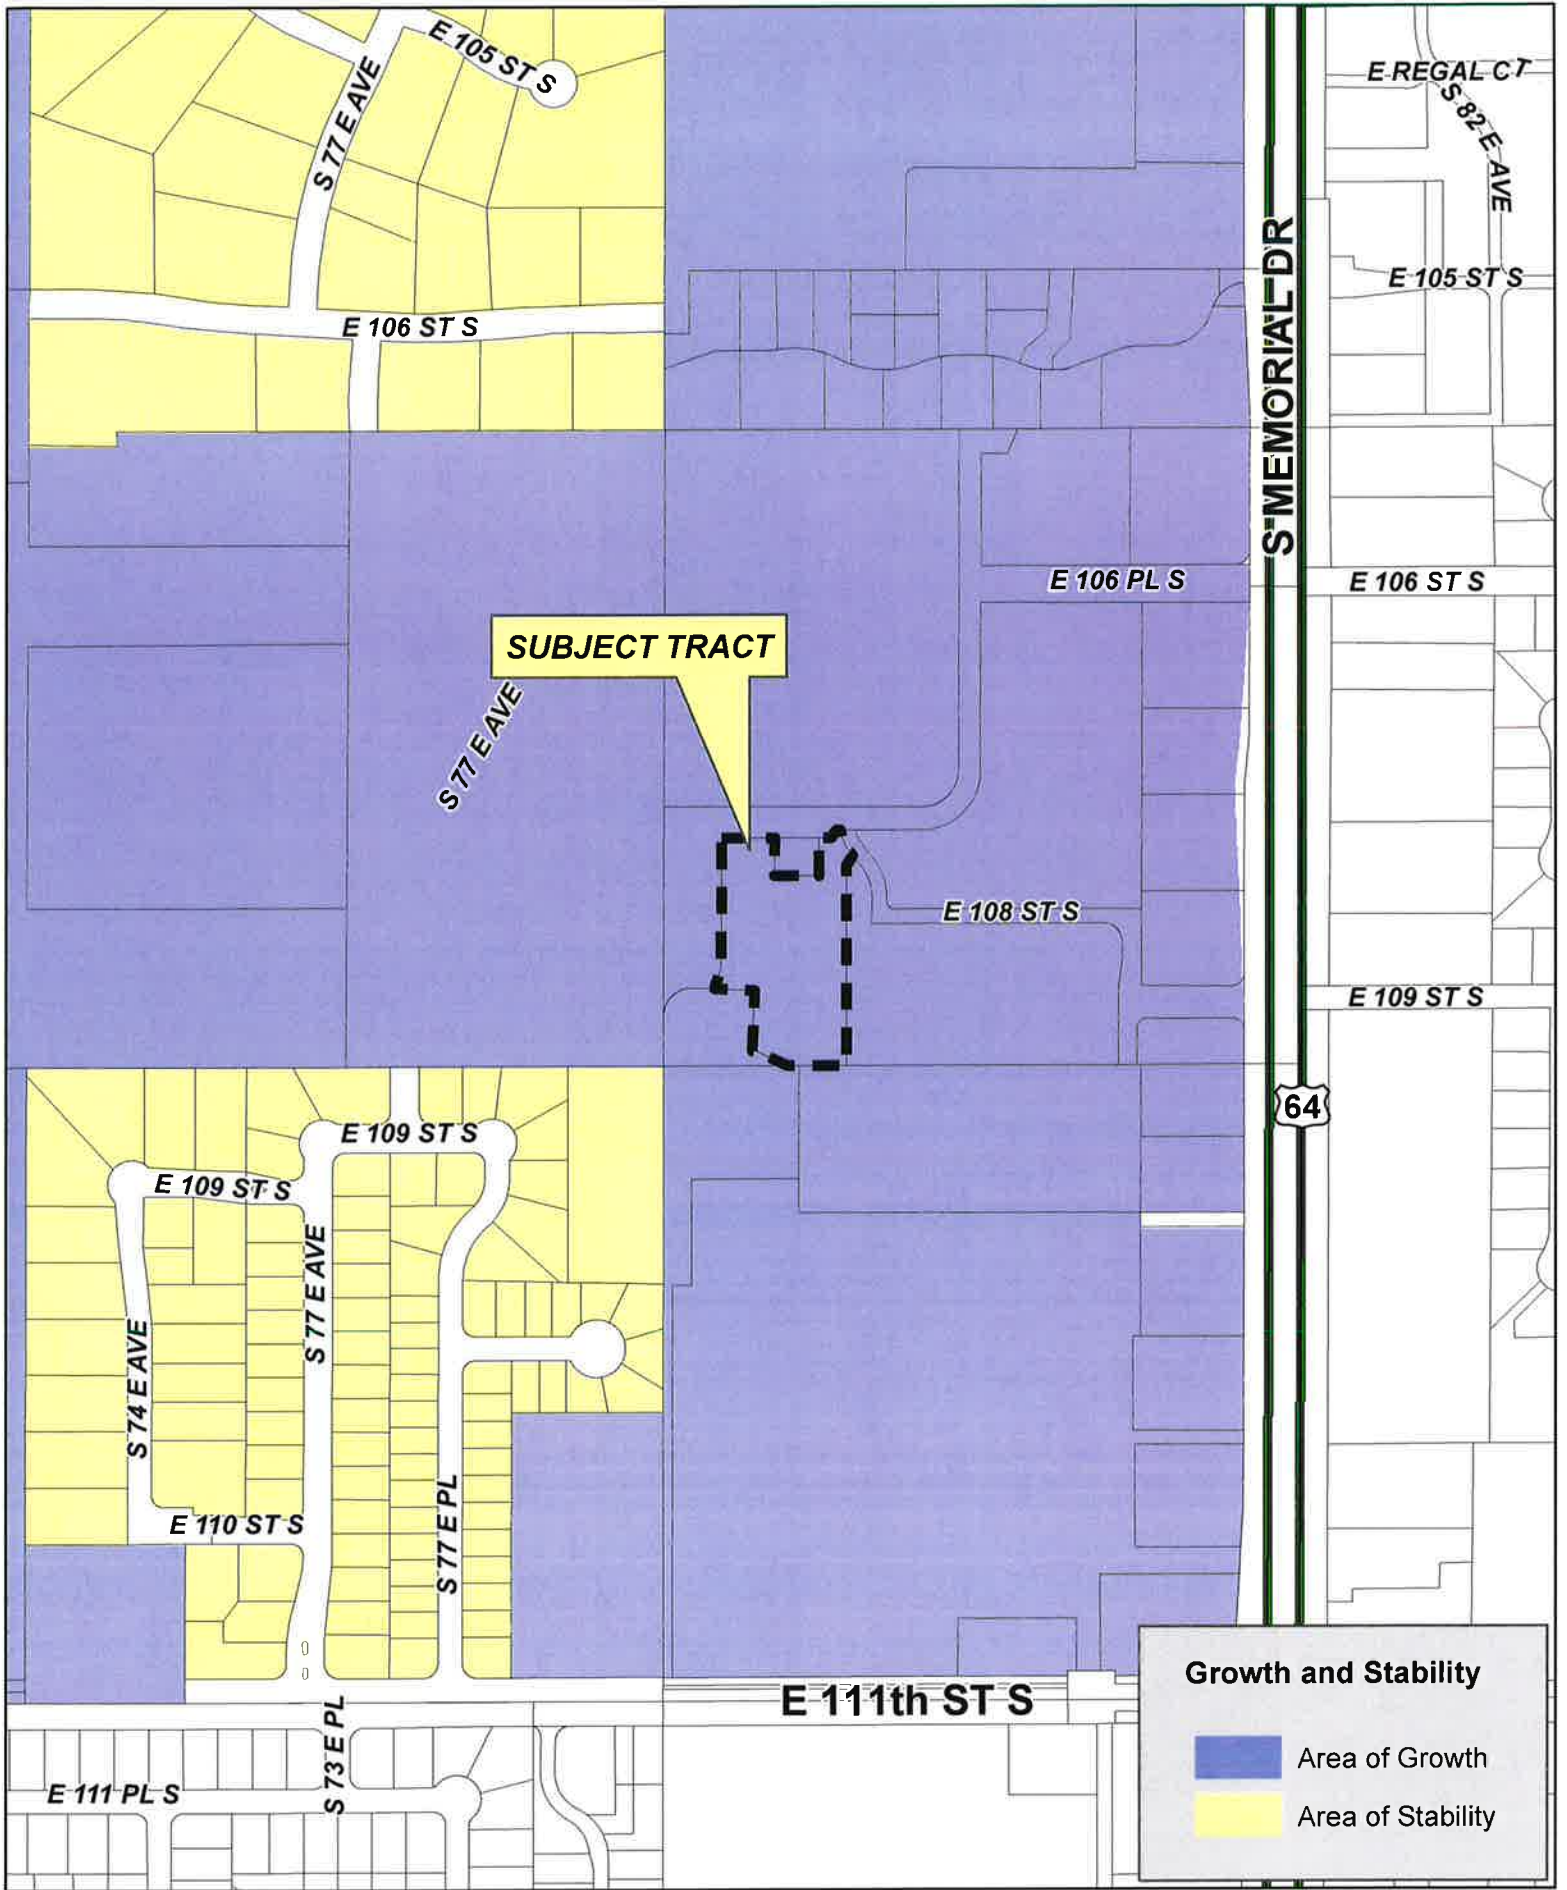 E 105 ST S
S 77 E AVE
E REGAL CT
S 82 E AVE
E 105 ST S
E 106 ST S
S MEMORIAL DR
E 106 PL S
E 106 ST S
SUBJECT TRACT
S 77 E AVE
E 108 ST S
E 109 ST S
64
E 109 ST S
E 109 ST S
S 77 E AVE
S 74 E AVE
S 77 E PL
E 110 ST S
E 111th ST S
S 73 E PL
E 111 PL S
Growth and Stability
Area of Growth
Area of Stability